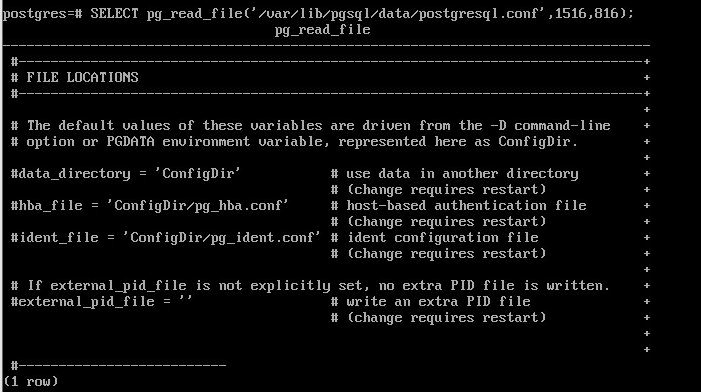 postgres=# SELECT pg_read_file('/var/lib/pgsql/data/postgresql.conf',1516,816);
                                  pg_read_file
---------------------------------------------------------------------------------
 #------------------------------------------------------------------------------+
 # FILE LOCATIONS                                                               +
 #------------------------------------------------------------------------------+
                                                                                +
 # The default values of these variables are driven from the -D command-line    +
 # option or PGDATA environment variable, represented here as ConfigDir.        +
                                                                                +
 #data_directory = 'ConfigDir'           # use data in another directory        +
                                         # (change requires restart)            +
 #hba_file = 'ConfigDir/pg_hba.conf'     # host-based authentication file       +
                                         # (change requires restart)            +
 #ident_file = 'ConfigDir/pg_ident.conf' # ident configuration file             +
                                         # (change requires restart)            +
                                                                                +
 # If external_pid_file is not explicitly set, no extra PID file is written.    +
 #external_pid_file = ''                 # write an extra PID file              +
                                         # (change requires restart)            +
                                                                                +
                                                                                +
 #--------------------------
(1 row)